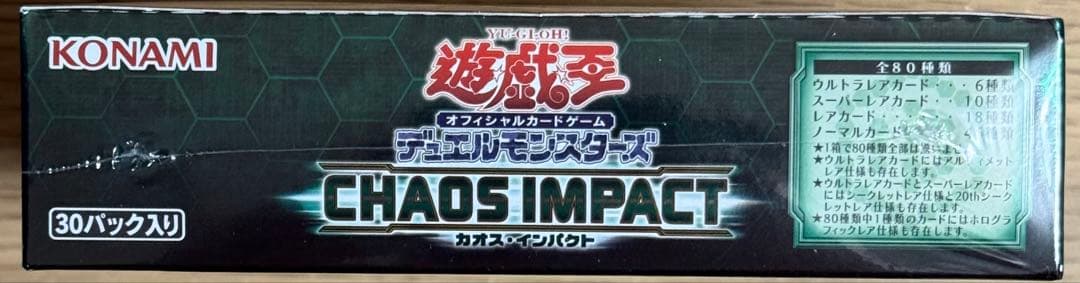 KONAMI
YU-GI-OH!
遊戯王
オフィシャルカードゲーム
デュエルモンスターズ
CHAOS IMPACT
カオス・インパクト
30パック入り
全80種類
ウルトラレアカード・・・6種類
スーパーレアカード・・10種類
レアカード・・・・・・18種類
ノーマルカード
★1箱で80種類全部は揃いませ
★ウルトラレアカードにはアルティメット
レア仕様も存在します。
★ウルトラレアカードとスーパーレアカード
にはシークレットレア仕様と20thシーク
レットレア仕様も存在します。
★80種類中1種類のカードにはホログラ
フィックレア仕様も存在します。